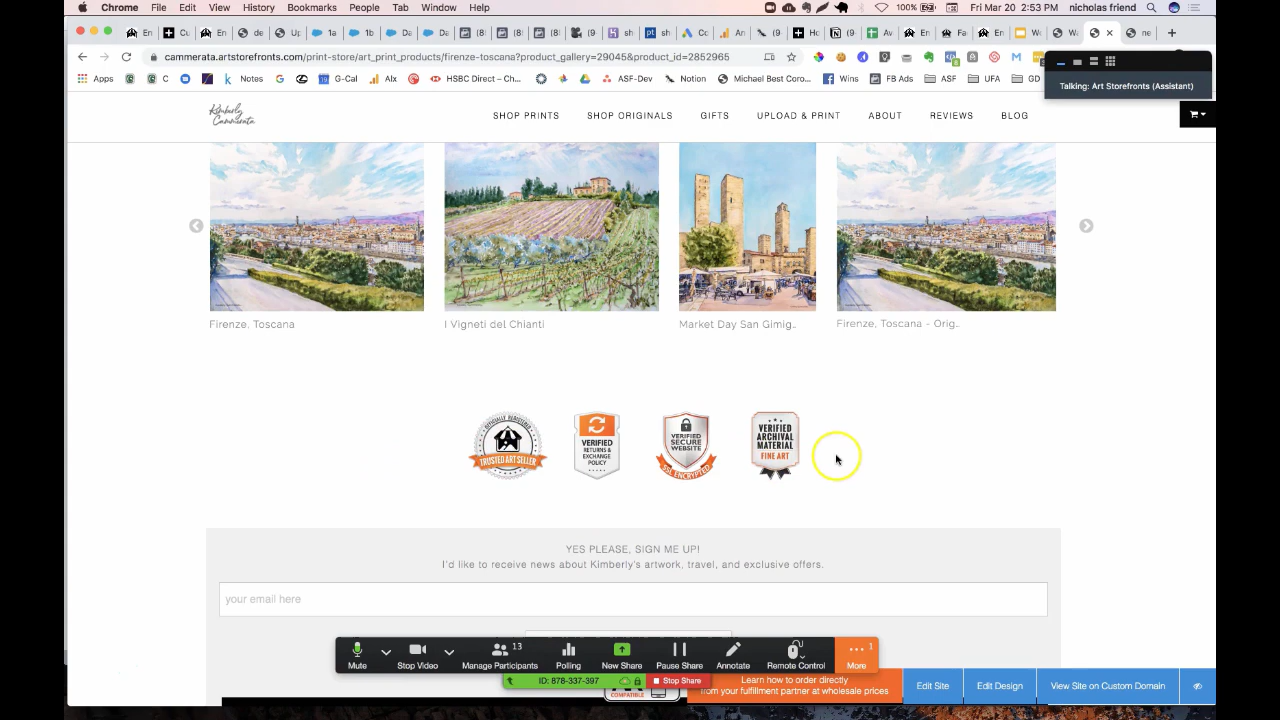 Chrome File Edit View History Bookmarks People Tab Window Help
100% Fri Mar 20 2:53 PM nicholas friend
cammerata.artstorefronts.com/print-store/art_print_products/firenze-toscana?product_gallery=29045&product_id=2852965
Apps G C Notes G-Cal Alx HSBC Direct – Ch... ASF-Dev Notion Michael Best Coro... Wins FB Ads ASF UFA GD
Talking: Art Storefronts (Assistant)
Kimberly
Cammerata
SHOP PRINTS SHOP ORIGINALS GIFTS UPLOAD & PRINT ABOUT REVIEWS BLOG
Firenze, Toscana
I Vigneti del Chianti
Market Day San Gimig..
Firenze, Toscana - Orig..
OFFICIALLY REGISTERED
TRUSTED ART SELLER
VERIFIED
RETURNS &
EXCHANGE
POLICY
VERIFIED
SECURE
WEBSITE
SSL ENCRYPTED
VERIFIED
ARCHIVAL
MATERIAL
FINE ART
YES PLEASE, SIGN ME UP!
I'd like to receive news about Kimberly's artwork, travel, and exclusive offers.
your email here
13
1
Mute Stop Video Manage Participants Polling New Share Pause Share Annotate Remote Control More
ID: 878-337-397 Stop Share
COMPATIBLE
Learn how to order directly
from your fulfillment partner at wholesale prices
Edit Site Edit Design View Site on Custom Domain